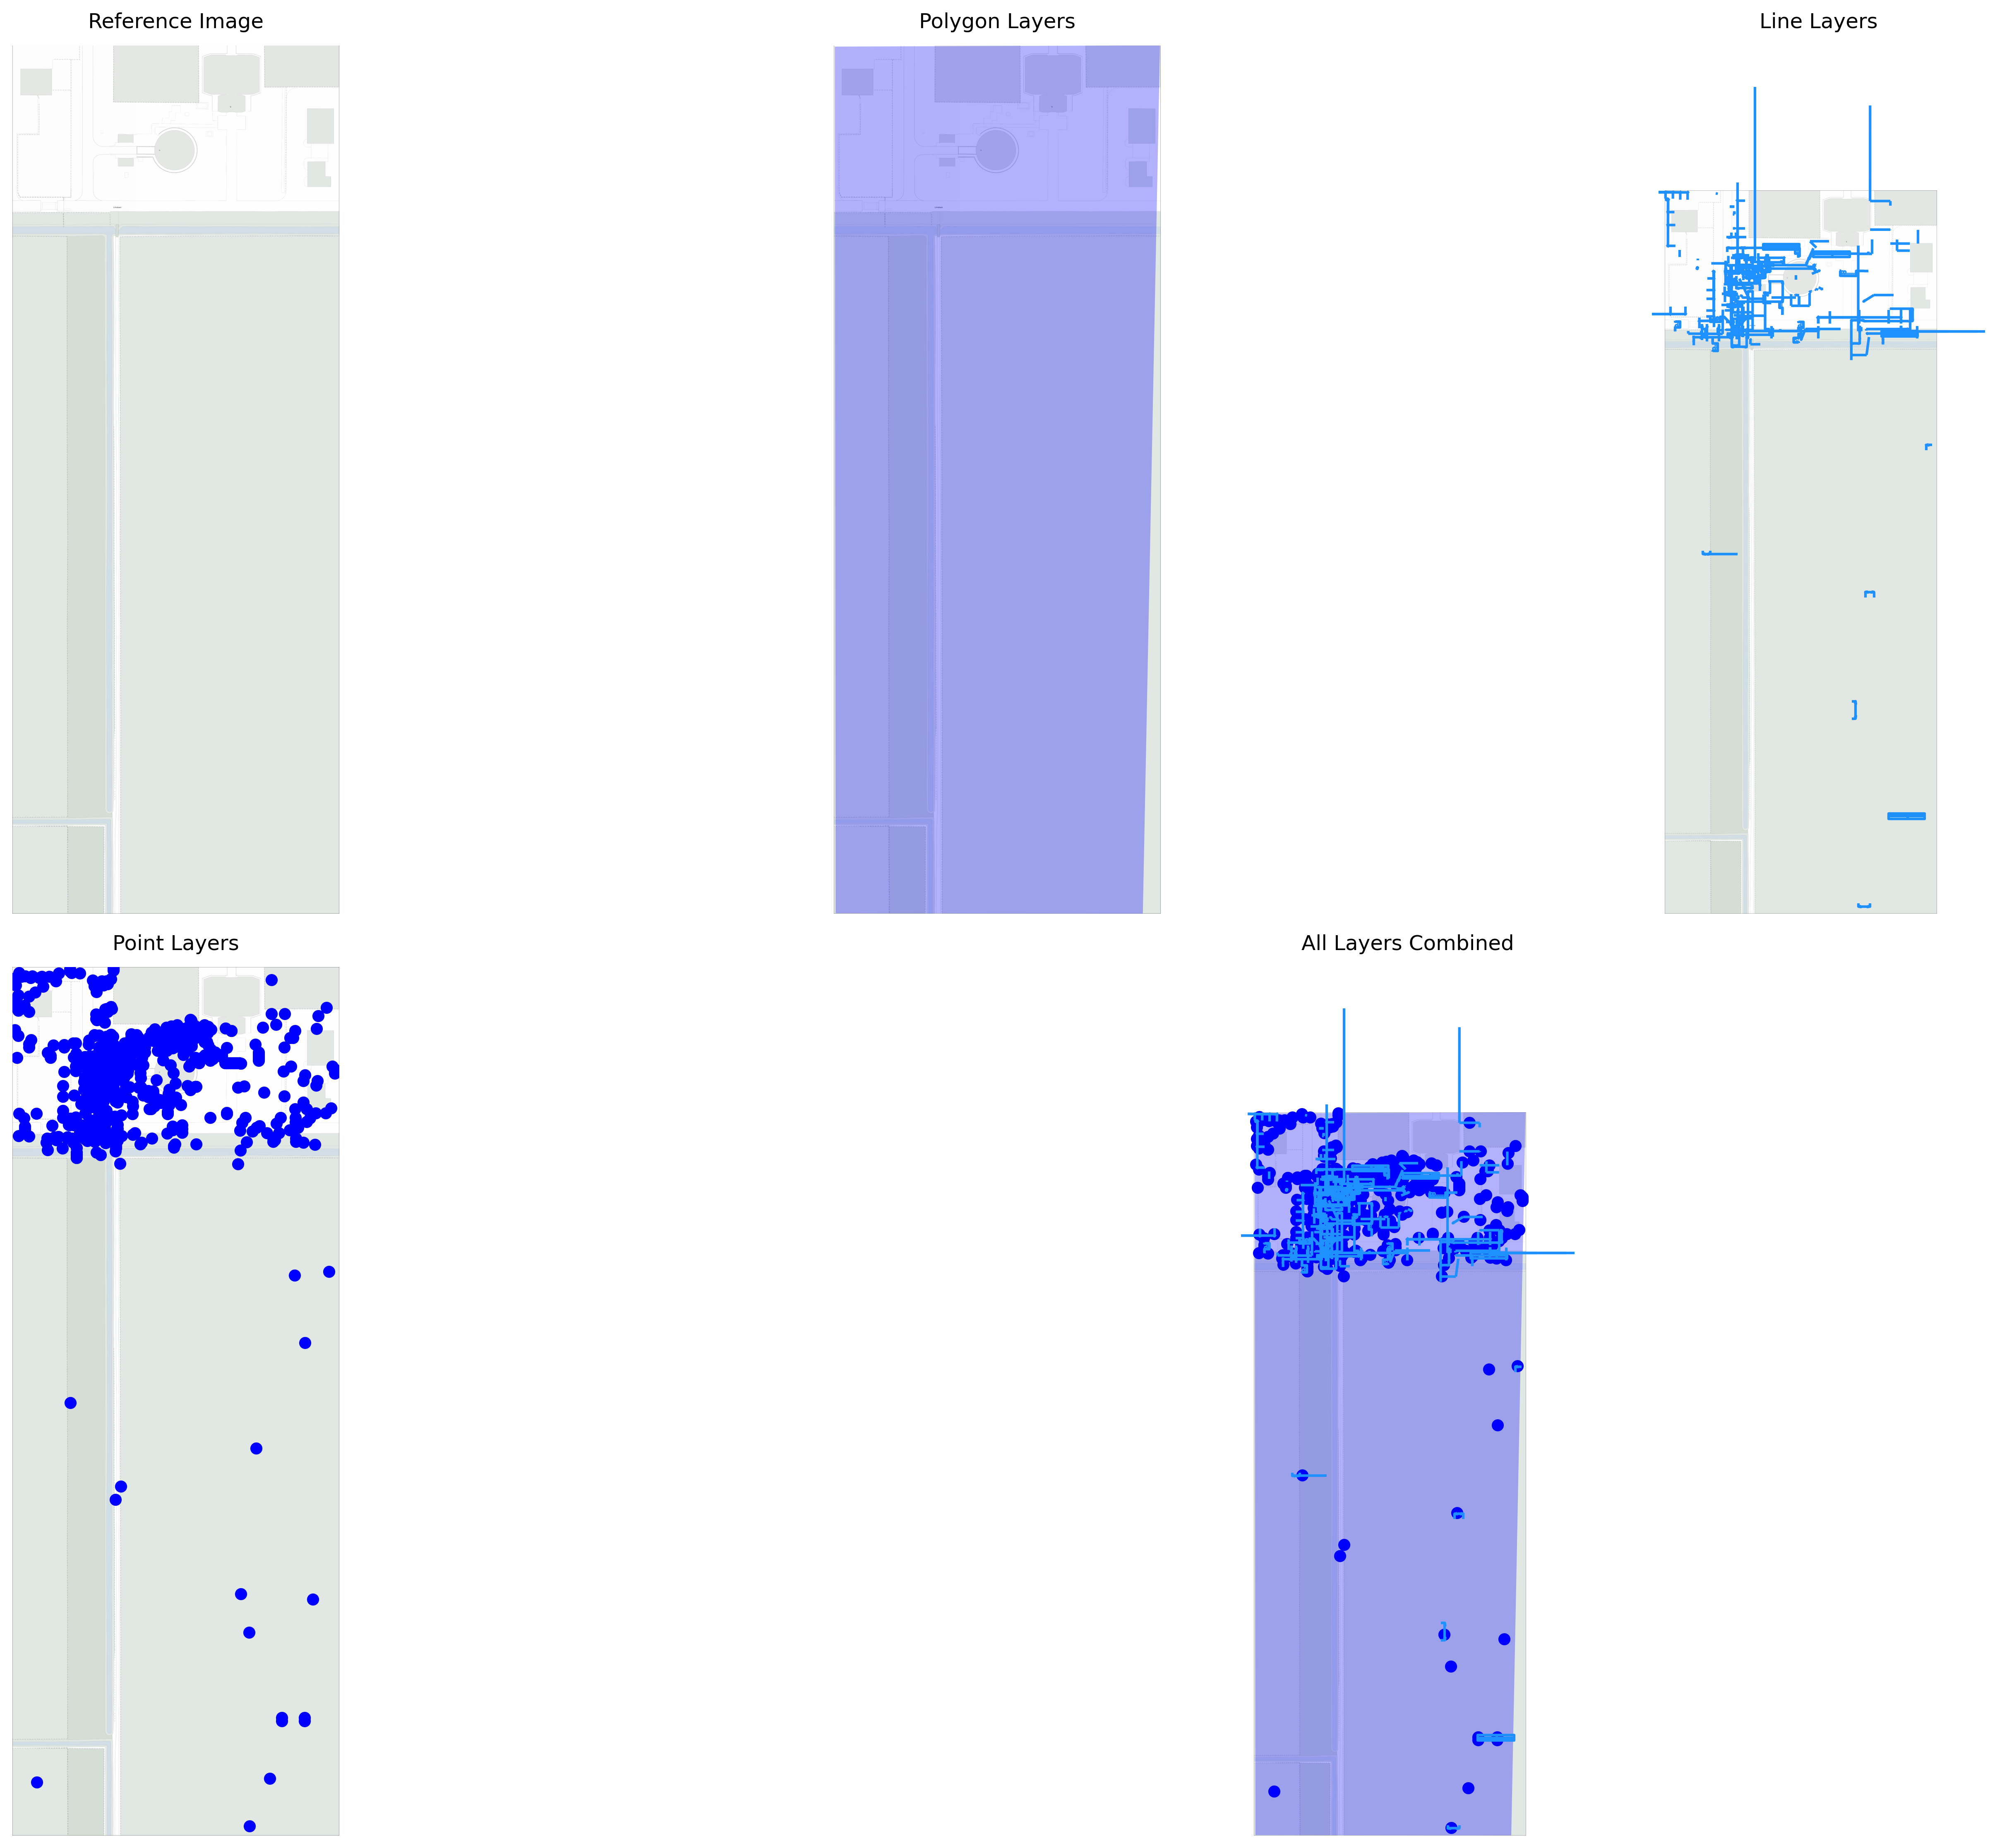 Reference Image
Polygon Layers
Line Layers
Point Layers
All Layers Combined